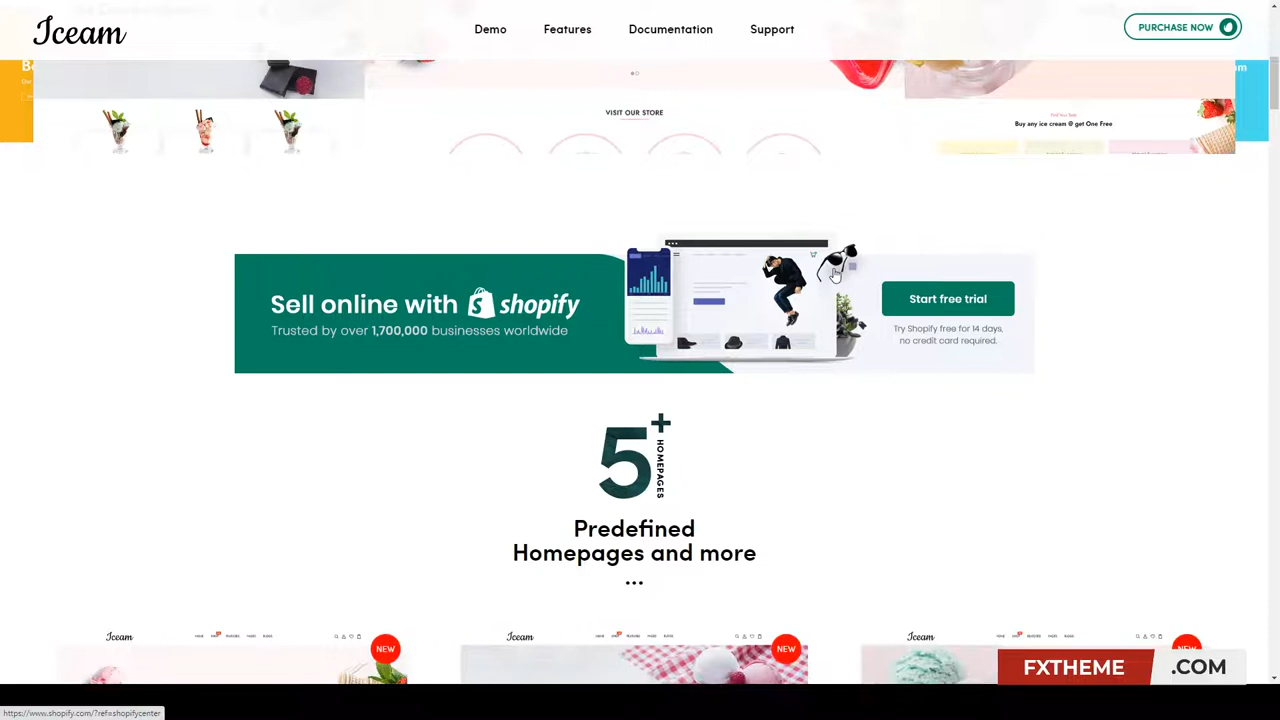 Iceam
Demo
Features
Documentation
Support
PURCHASE NOW
VISIT OUR STORE
Buy any ice cream @ get One Free
Sell online with shopify
Trusted by over 1,700,000 businesses worldwide
Start free trial
Try Shopify free for 14 days,
no credit card required.
5+
HOMEPAGES
Predefined
Homepages and more
...
Iceam
NEW
Iceam
NEW
Iceam
NEW
FXTHEME .COM
https://www.shopify.com/?ref=shopifycenter